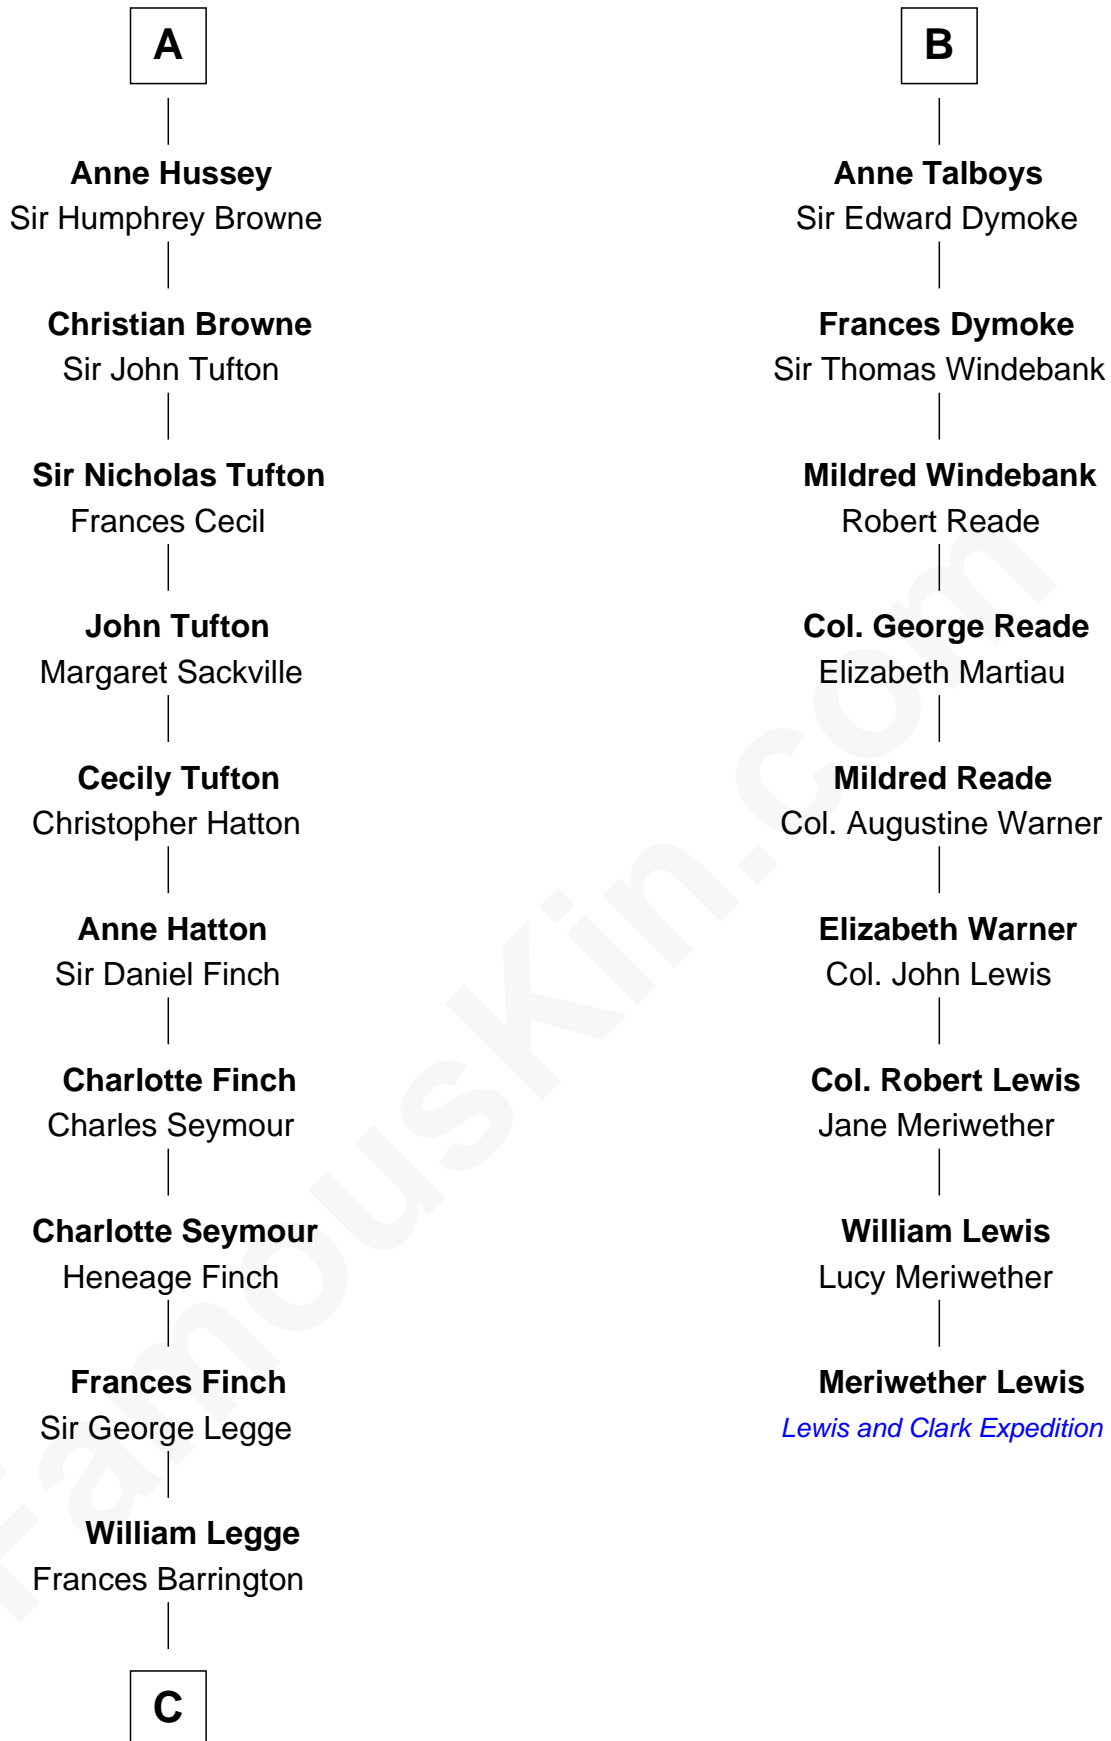 A
Anne Hussey
Sir Humphrey Browne
Christian Browne
Sir John Tufton
Sir Nicholas Tufton
Frances Cecil
John Tufton
Margaret Sackville
Cecily Tufton
Christopher Hatton
Anne Hatton
Sir Daniel Finch
Charlotte Finch
Charles Seymour
Charlotte Seymour
Heneage Finch
Frances Finch
Sir George Legge
William Legge
Frances Barrington
C
B
Anne Talboys
Sir Edward Dymoke
Frances Dymoke
Sir Thomas Windebank
Mildred Windebank
Robert Reade
Col. George Reade
Elizabeth Martiau
Mildred Reade
Col. Augustine Warner
Elizabeth Warner
Col. John Lewis
Col. Robert Lewis
Jane Meriwether
William Lewis
Lucy Meriwether
Meriwether Lewis
Lewis and Clark Expedition
FamousKin.com